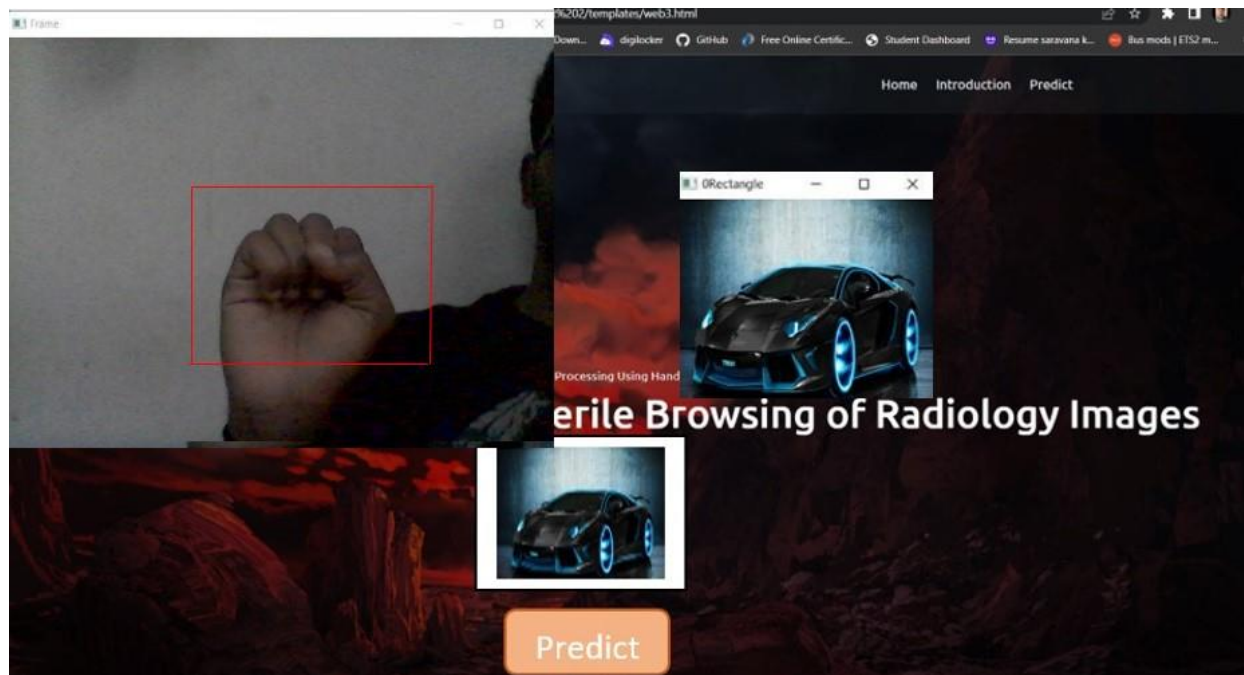 Frame
%202/templates/web3.html
Down... digilocker GitHub Free Online Certific... Student Dashboard Resume saravana k... Bus mods | ETS2 m...
Home Introduction Predict
0Rectangle
Processing Using Hand
erile Browsing of Radiology Images
Predict